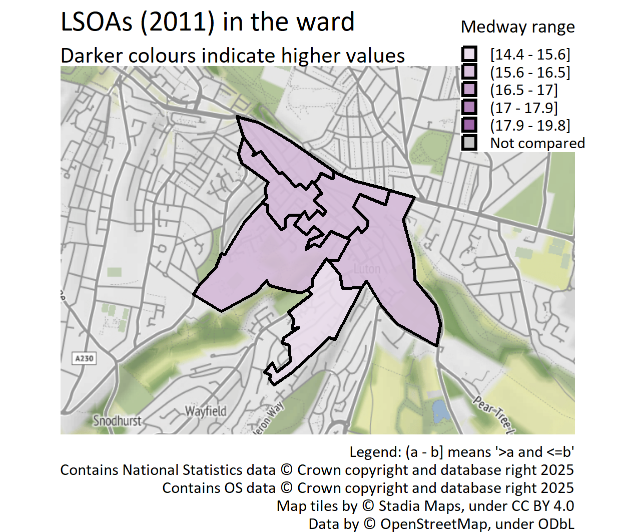 LSOAs (2011) in the ward
Darker colours indicate higher values
Medway range
[14.4 - 15.6]
(15.6 - 16.5]
(16.5 - 17]
(17 - 17.9]
(17.9 - 19.8]
Not compared
Luton
A230
Wayfield
Snodhurst
Way
Pear-Tree-L
Legend: (a - b] means '>a and <=b'
Contains National Statistics data © Crown copyright and database right 2025
Contains OS data © Crown copyright and database right 2025
Map tiles by © Stadia Maps, under CC BY 4.0
Data by © OpenStreetMap, under ODbL